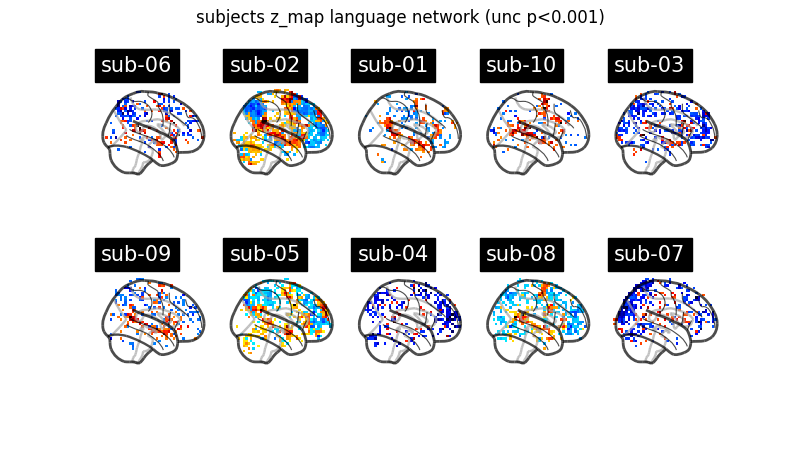 subjects z_map language network (unc p<0.001)
sub-06
sub-02
sub-01
sub-10
sub-03
sub-09
sub-05
sub-04
sub-08
sub-07